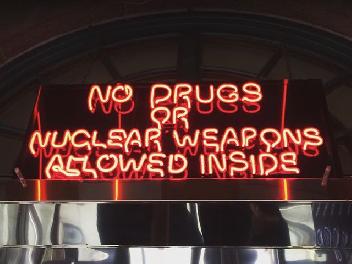 NO DRUGS
OR
NUCLEAR WEAPONS
ALLOWED INSIDE